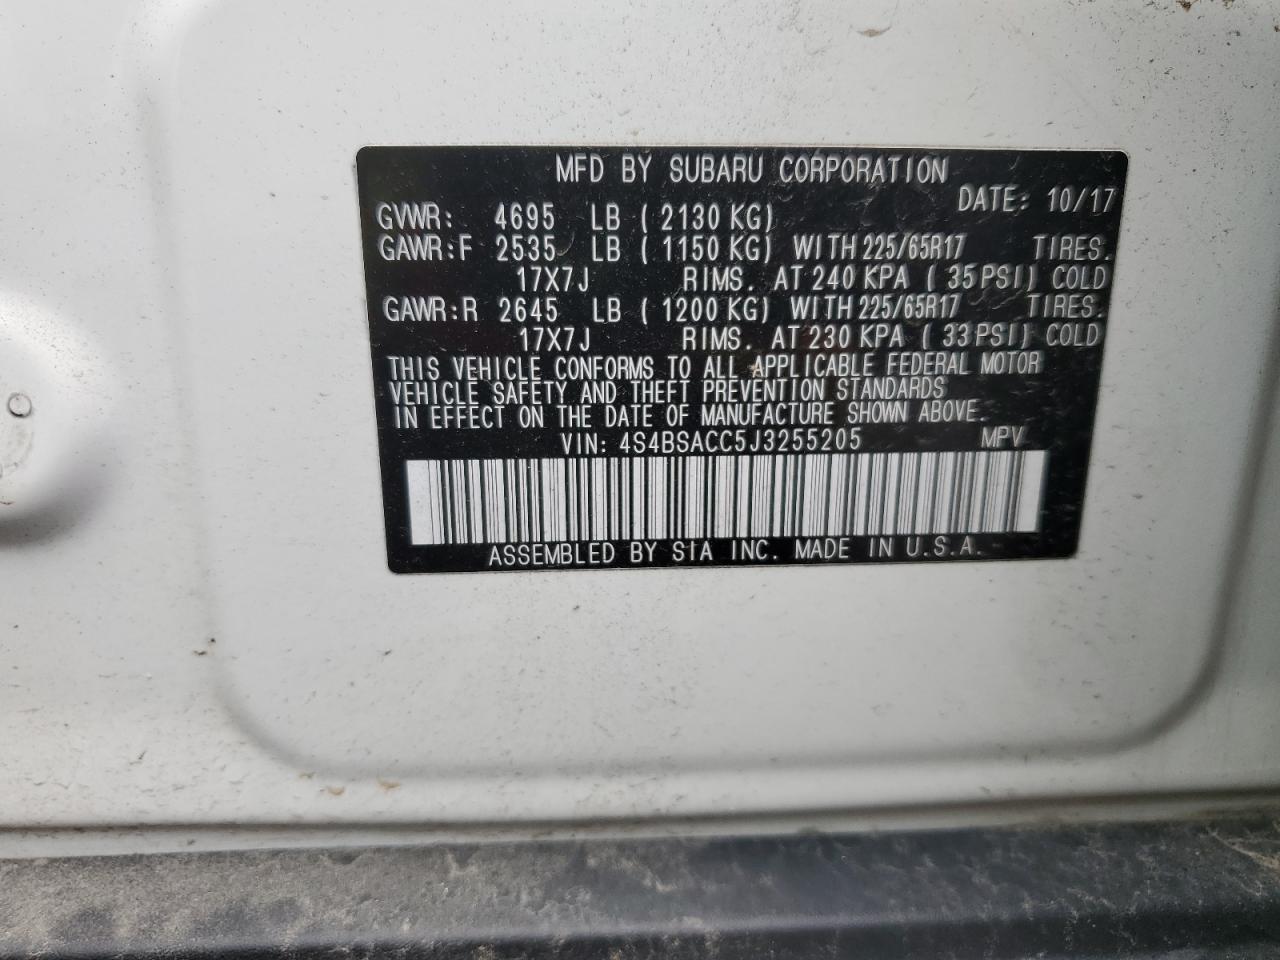 MFD BY SUBARU CORPORATION
DATE: 10/17
GVWR: 4695 LB ( 2130 KG)
GAWR:F 2535 LB ( 1150 KG) WITH 225/65R17 TIRES.
17X7J RIMS. AT 240 KPA ( 35 PSI) COLD
GAWR:R 2645 LB ( 1200 KG) WITH 225/65R17 TIRES.
17X7J RIMS. AT 230 KPA ( 33 PSI) COLD
THIS VEHICLE CONFORMS TO ALL APPLICABLE FEDERAL MOTOR
VEHICLE SAFETY AND THEFT PREVENTION STANDARDS
IN EFFECT ON THE DATE OF MANUFACTURE SHOWN ABOVE.
VIN: 4S4BSACC5J3255205 MPV
ASSEMBLED BY SIA INC. MADE IN U.S.A.